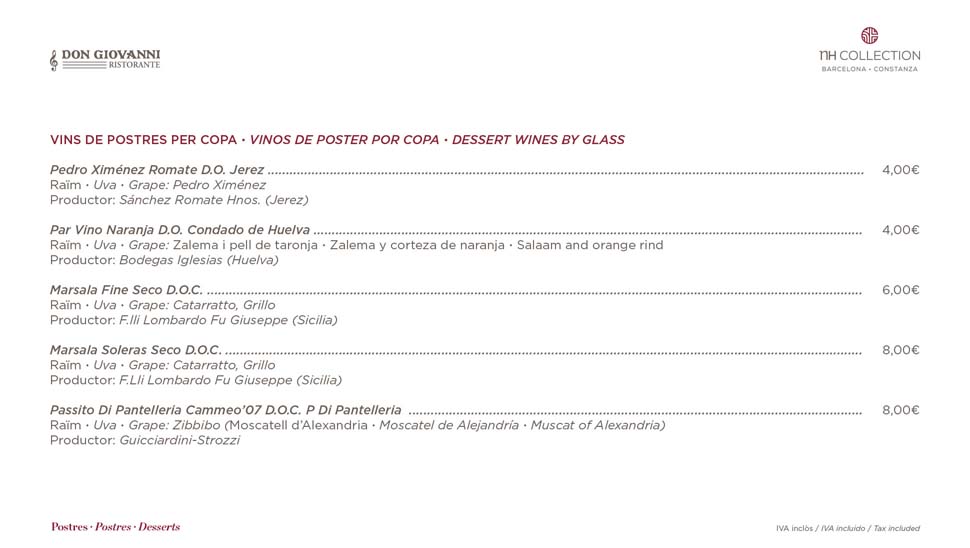 DON GIOVANNI
RISTORANTE
NH COLLECTION
BARCELONA • CONSTANZA
VINS DE POSTRES PER COPA · VINOS DE POSTER POR COPA · DESSERT WINES BY GLASS
Pedro Ximénez Romate D.O. Jerez ........ 4,00€
Raïm · Uva · Grape: Pedro Ximénez
Productor: Sánchez Romate Hnos. (Jerez)
Par Vino Naranja D.O. Condado de Huelva ........ 4,00€
Raïm · Uva · Grape: Zalema i pell de taronja · Zalema y corteza de naranja · Salaam and orange rind
Productor: Bodegas Iglesias (Huelva)
Marsala Fine Seco D.O.C. ........ 6,00€
Raïm · Uva · Grape: Catarratto, Grillo
Productor: F.lli Lombardo Fu Giuseppe (Sicilia)
Marsala Soleras Seco D.O.C. ........ 8,00€
Raïm · Uva · Grape: Catarratto, Grillo
Productor: F.Lli Lombardo Fu Giuseppe (Sicilia)
Passito Di Pantelleria Cammeo'07 D.O.C. P Di Pantelleria ........ 8,00€
Raïm · Uva · Grape: Zibbibo (Moscatell d'Alexandria · Moscatel de Alejandría · Muscat of Alexandria)
Productor: Guicciardini-Strozzi
Postres · Postres · Desserts
IVA inclòs / IVA incluido / Tax included